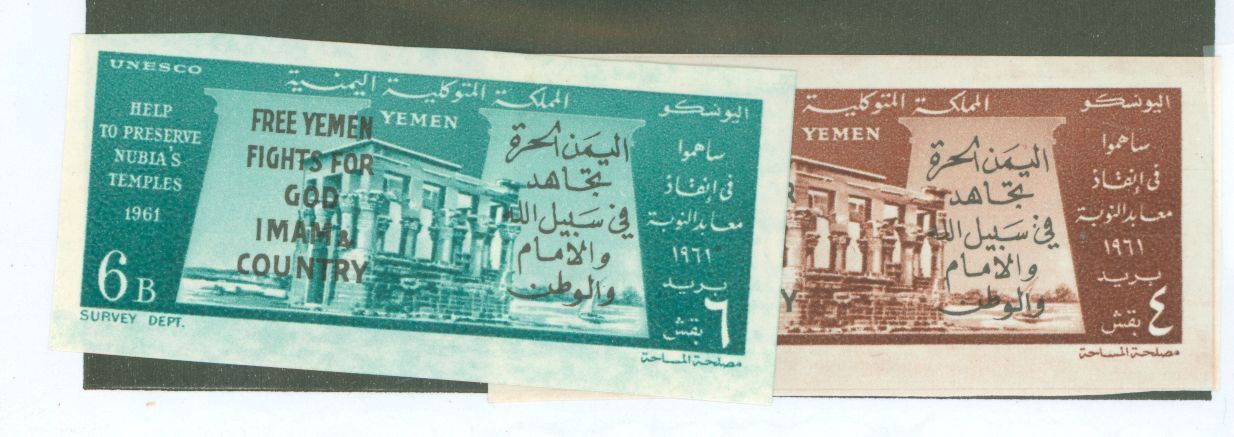 UNESCO
المملكة المتوكلية اليمنية
YEMEN
اليونسكو
HELP
TO PRESERVE
NUBIA'S
TEMPLES
1961
FREE YEMEN
FIGHTS FOR
GOD
IMAM &
COUNTRY
اليمن الحرة
تجاهد
في سبيل الله
والامام
والوطن
ساهموا
فى إنقاذ
معابد النوبة
١٩٦١
بريد
٦ بقش
6 B
SURVEY DEPT.
مصلحة المساحة
المملكة المتوكلية
YEMEN
اليونسكو
R
Y
اليمن الحرة
تجاهد
في سبيل الله
والامام
والوطن
ساهموا
فى إنقاذ
معابد النوبة
١٩٦١
بريد
٤ بقش
مصلحة المساحة